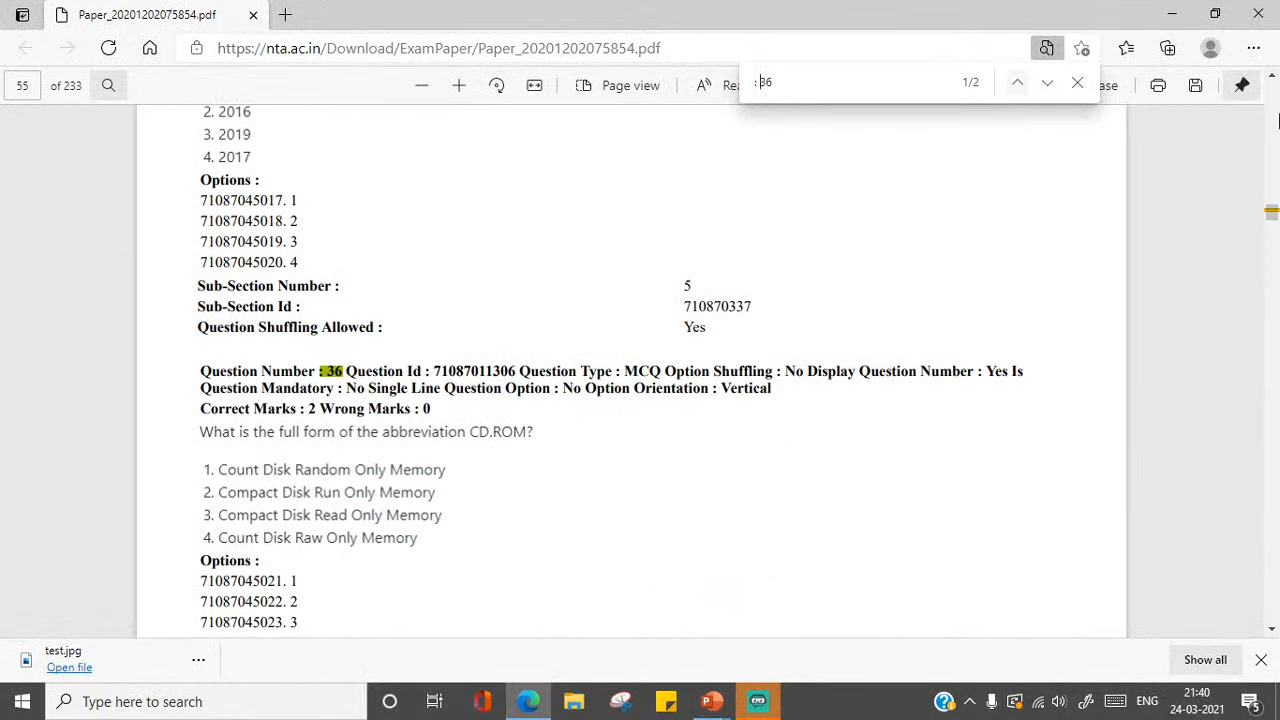 Paper_20201202075854.pdf
https://nta.ac.in/Download/ExamPaper/Paper_20201202075854.pdf
55 of 233
Page view
: 36
1/2
2. 2016
3. 2019
4. 2017
Options :
71087045017. 1
71087045018. 2
71087045019. 3
71087045020. 4
Sub-Section Number : 5
Sub-Section Id : 710870337
Question Shuffling Allowed : Yes
Question Number : 36 Question Id : 71087011306 Question Type : MCQ Option Shuffling : No Display Question Number : Yes Is
Question Mandatory : No Single Line Question Option : No Option Orientation : Vertical
Correct Marks : 2 Wrong Marks : 0
What is the full form of the abbreviation CD.ROM?
1. Count Disk Random Only Memory
2. Compact Disk Run Only Memory
3. Compact Disk Read Only Memory
4. Count Disk Raw Only Memory
Options :
71087045021. 1
71087045022. 2
71087045023. 3
test.jpg
Open file
Show all
Type here to search
ENG
21:40
24-03-2021
5